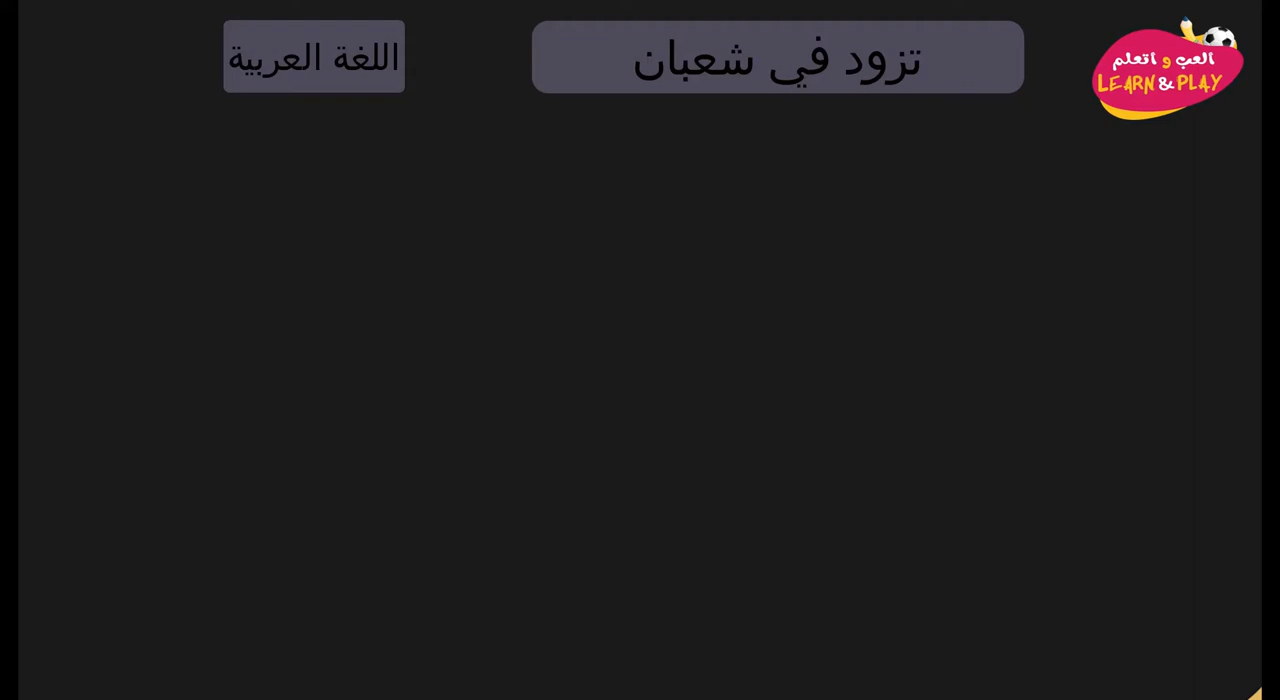 تزود في شعبان
اللغة العربية
العب و اتعلم
LEARN & PLAY